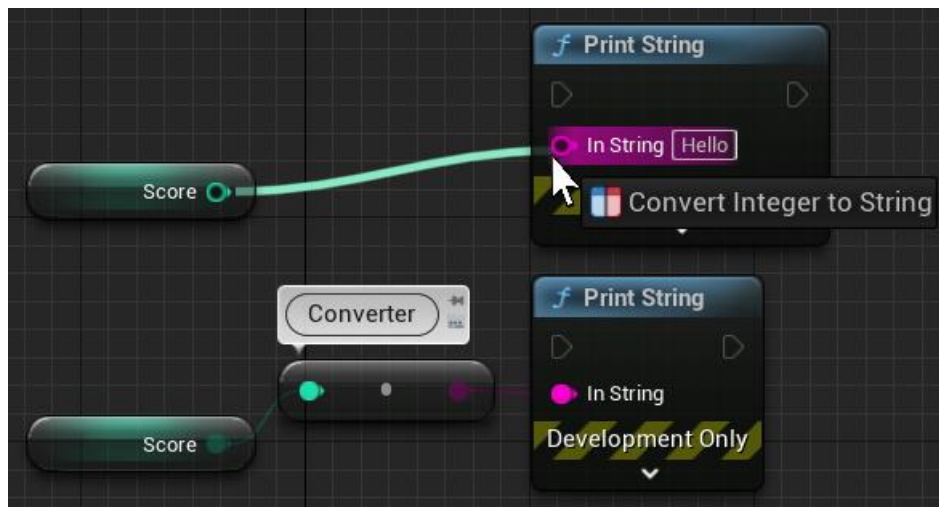 f Print String
Score
In String Hello
Convert Integer to String
Converter
f Print String
Score
In String
Development Only